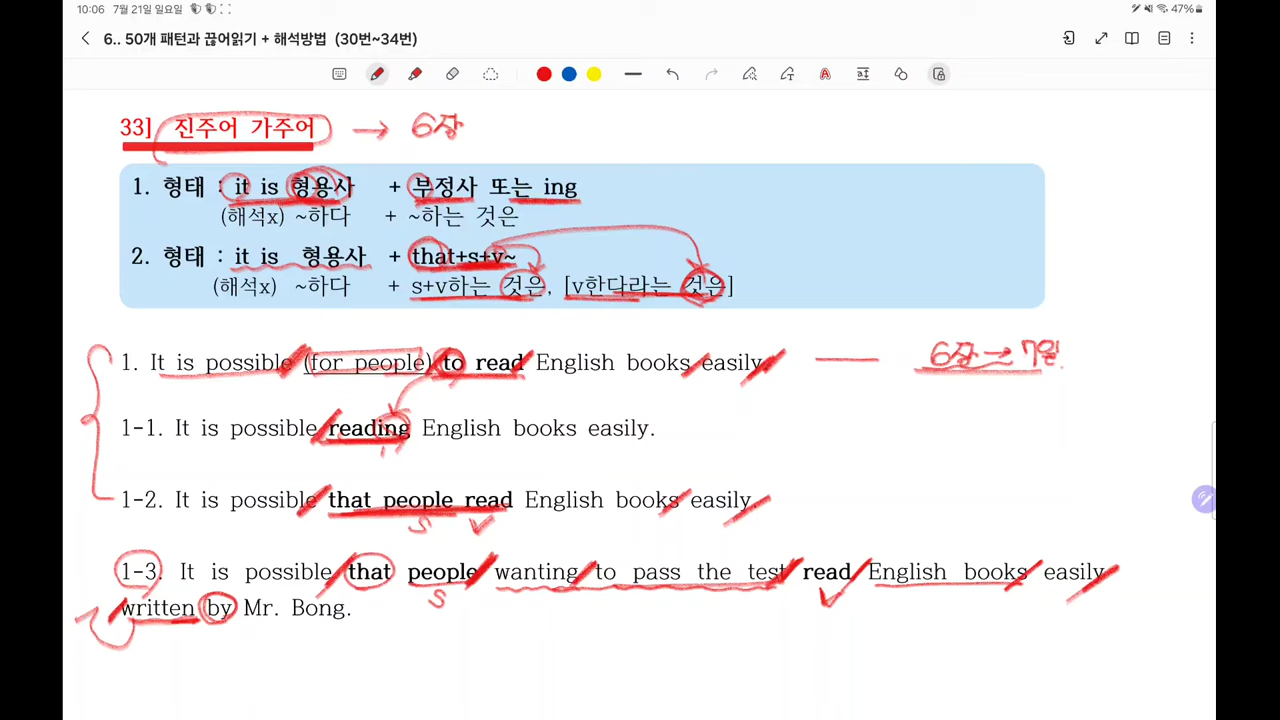 10:06 7월 21일 일요일 47%
6.. 50개 패턴과 끊어읽기 + 해석방법 (30번~34번)
33] 진주어 가주어 → 6장
1. 형태 : it is 형용사 + 부정사 또는 ing
(해석x) ~하다 + ~하는 것은
2. 형태 : it is 형용사 + that+s+v~
(해석x) ~하다 + s+v하는 것은, [v한다라는 것은]
1. It is possible (for people) to read English books easily. 6장→7원
1-1. It is possible reading English books easily.
1-2. It is possible that people read English books easily.
S V
1-3. It is possible that people wanting to pass the test read English books easily
S V
written by Mr. Bong.